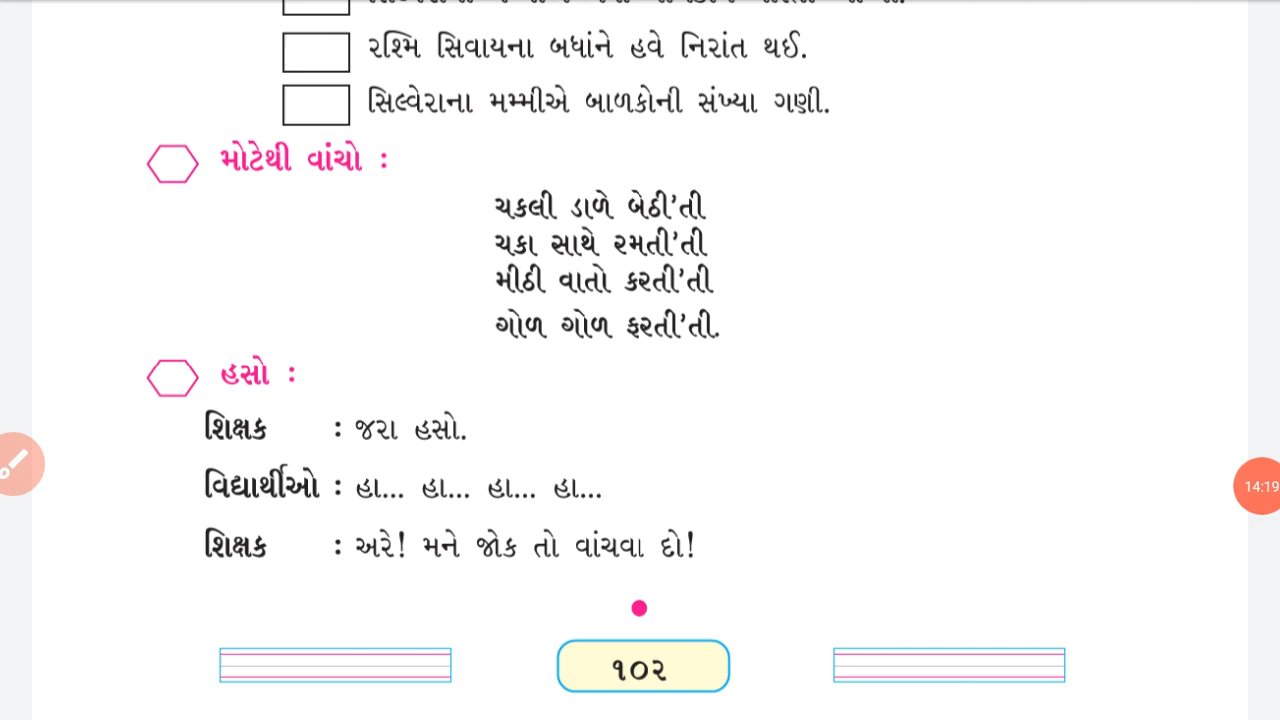 રશ્મિ સિવાયના બધાંને હવે નિરાંત થઈ.
સિલ્વેરાના મમ્મીએ બાળકોની સંખ્યા ગણી.
મોટેથી વાંચો :
ચકલી ડાળે બેઠી’તી
ચકા સાથે રમતી’તી
મીઠી વાતો કરતી’તી
ગોળ ગોળ ફરતી’તી.
હસો :
શિક્ષક : જરા હસો.
વિદ્યાર્થીઓ : હા... હા... હા... હા...
શિક્ષક : અરે! મને જોક તો વાંચવા દો!
14:19
૧૦૨